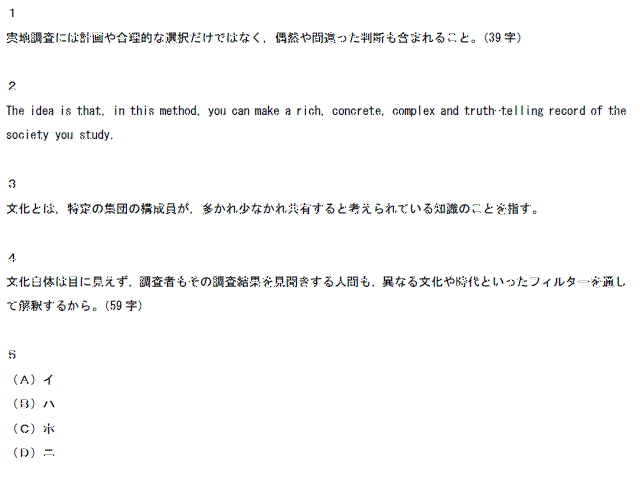 １
実地調査には計画や合理的な選択だけではなく，偶然や間違った判断も含まれること。(39 字)
２
The idea is that, in this method, you can make a rich, concrete, complex and truth-telling record of the
society you study.
３
文化とは，特定の集団の構成員が，多かれ少なかれ共有すると考えられている知識のことを指す。
４
文化自体は目に見えず，調査者もその調査結果を見聞きする人間も，異なる文化や時代といったフィルターを通し
て解釈するから。(59 字)
５
（Ａ）イ
（Ｂ）ハ
（Ｃ）ホ
（Ｄ）ニ